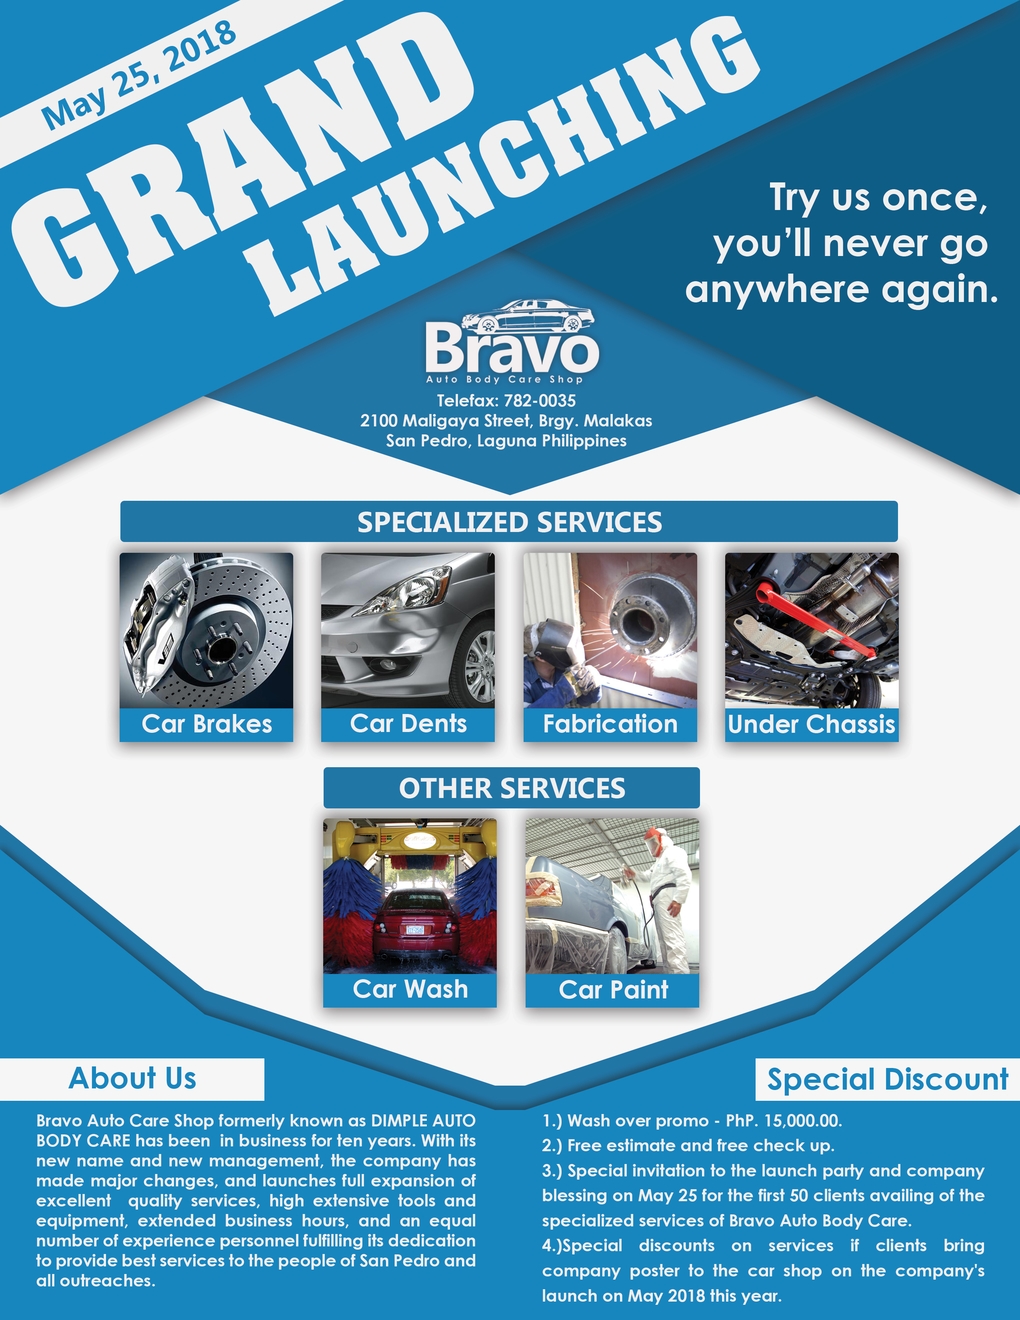 May 25, 2018
GRAND
LAUNCHING
Try us once,
you'll never go
anywhere again.
Bravo
Auto Body Care Shop
Telefax: 782-0035
2100 Maligaya Street, Brgy. Malakas
San Pedro, Laguna Philippines
SPECIALIZED SERVICES
Car Brakes
Car Dents
Fabrication
Under Chassis
OTHER SERVICES
Car Wash
Car Paint
About Us
Bravo Auto Care Shop formerly known as DIMPLE AUTO
BODY CARE has been in business for ten years. With its
new name and new management, the company has
made major changes, and launches full expansion of
excellent quality services, high extensive tools and
equipment, extended business hours, and an equal
number of experience personnel fulfilling its dedication
to provide best services to the people of San Pedro and
all outreaches.
Special Discount
1.) Wash over promo - PhP. 15,000.00.
2.) Free estimate and free check up.
3.) Special invitation to the launch party and company
blessing on May 25 for the first 50 clients availing of the
specialized services of Bravo Auto Body Care.
4.)Special discounts on services if clients bring
company poster to the car shop on the company's
launch on May 2018 this year.